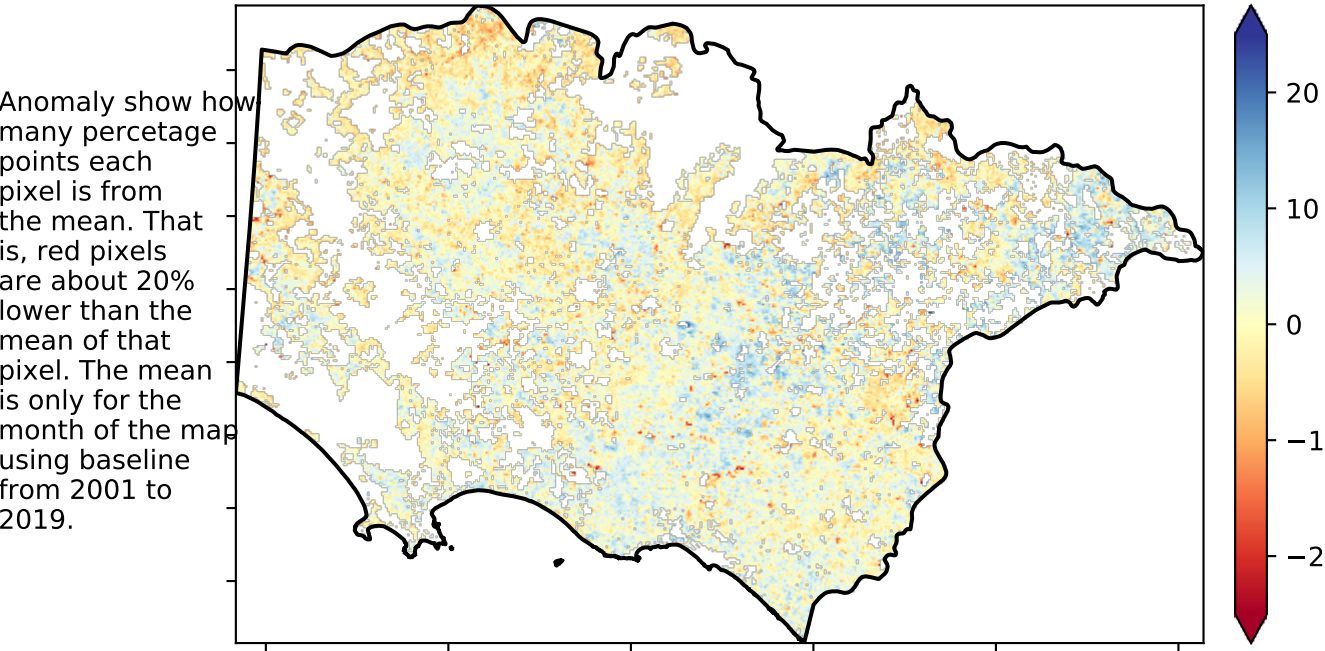 Anomaly show how
many percetage
points each
pixel is from
the mean. That
is, red pixels
are about 20%
lower than the
mean of that
pixel. The mean
is only for the
month of the map
using baseline
from 2001 to
2019.
20
10
0
−1
−2